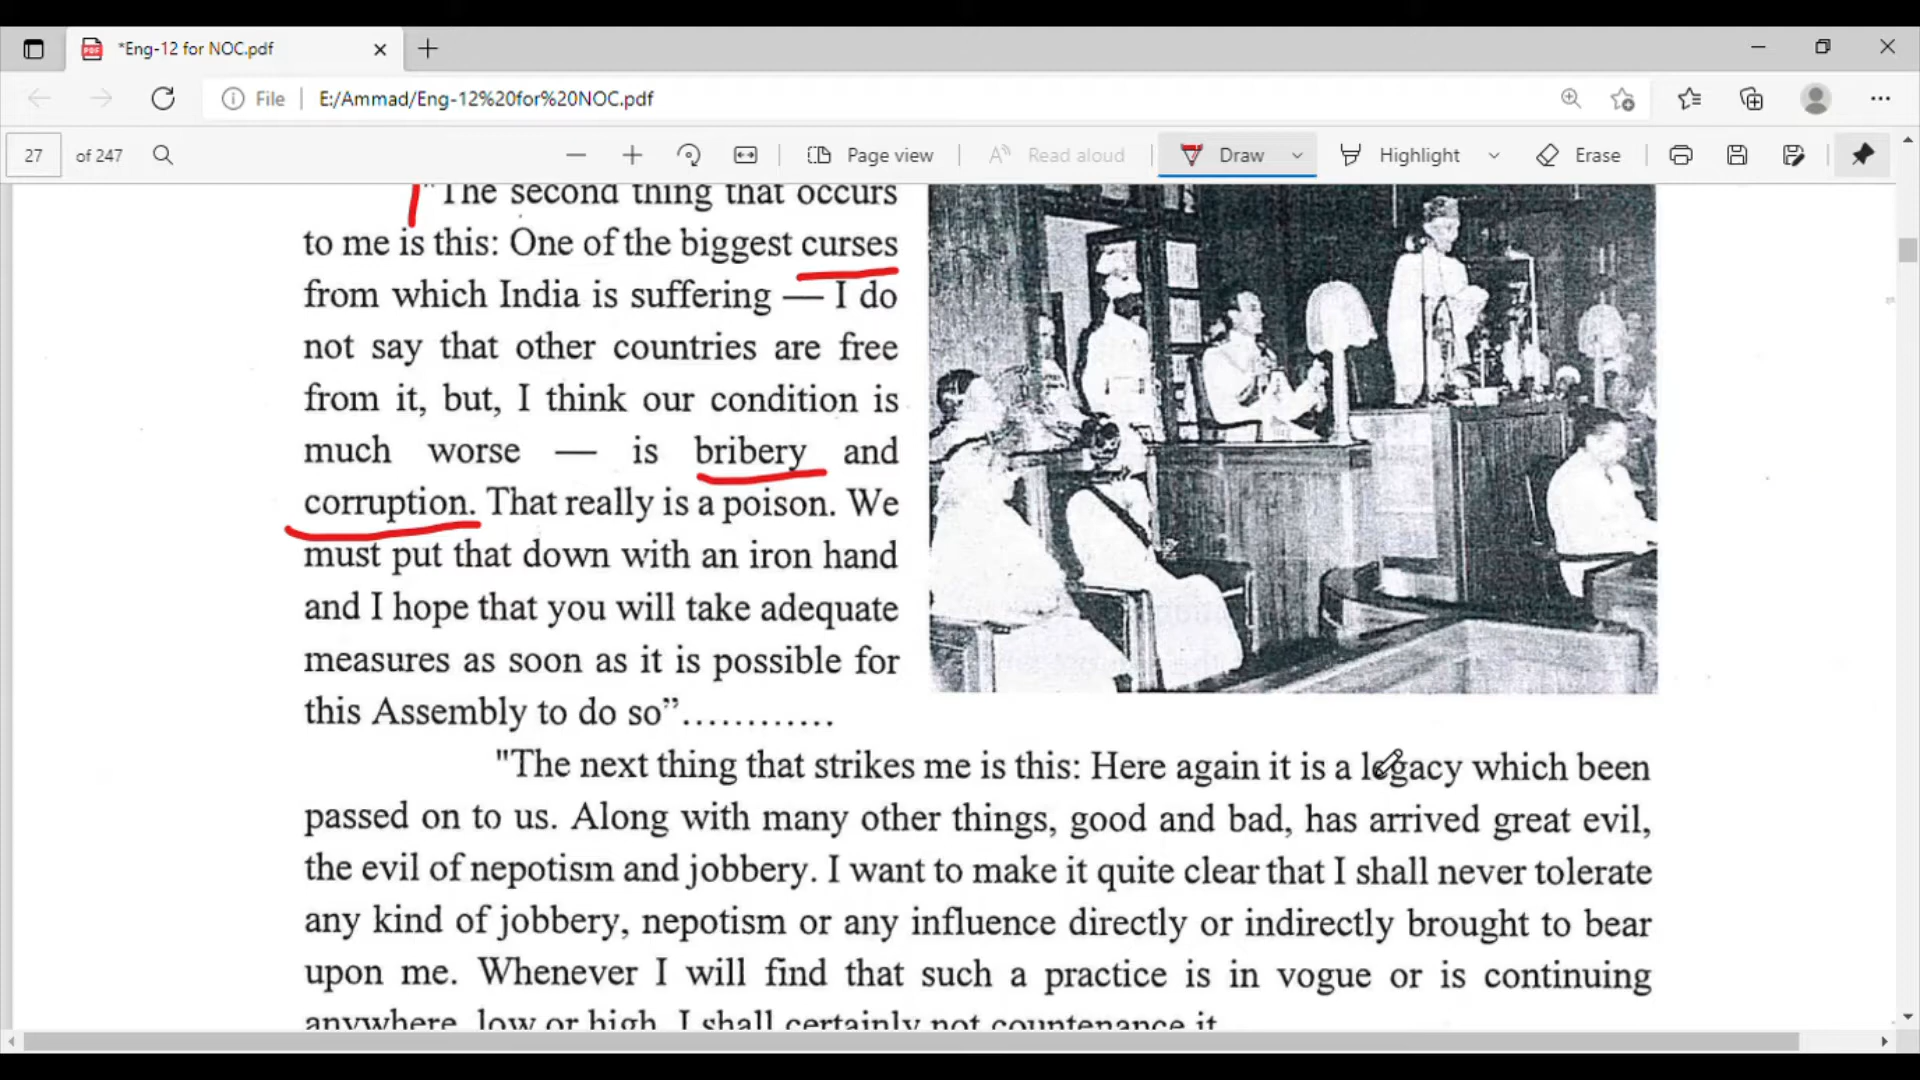 *Eng-12 for NOC.pdf
File | E:/Ammad/Eng-12%20for%20NOC.pdf
27 of 247 Page view Read aloud Draw Highlight Erase
"The second thing that occurs
to me is this: One of the biggest curses
from which India is suffering — I do
not say that other countries are free
from it, but, I think our condition is
much worse — is bribery and
corruption. That really is a poison. We
must put that down with an iron hand
and I hope that you will take adequate
measures as soon as it is possible for
this Assembly to do so”............
"The next thing that strikes me is this: Here again it is a legacy which been
passed on to us. Along with many other things, good and bad, has arrived great evil,
the evil of nepotism and jobbery. I want to make it quite clear that I shall never tolerate
any kind of jobbery, nepotism or any influence directly or indirectly brought to bear
upon me. Whenever I will find that such a practice is in vogue or is continuing
anywhere, low or high, I shall certainly not countenance it.